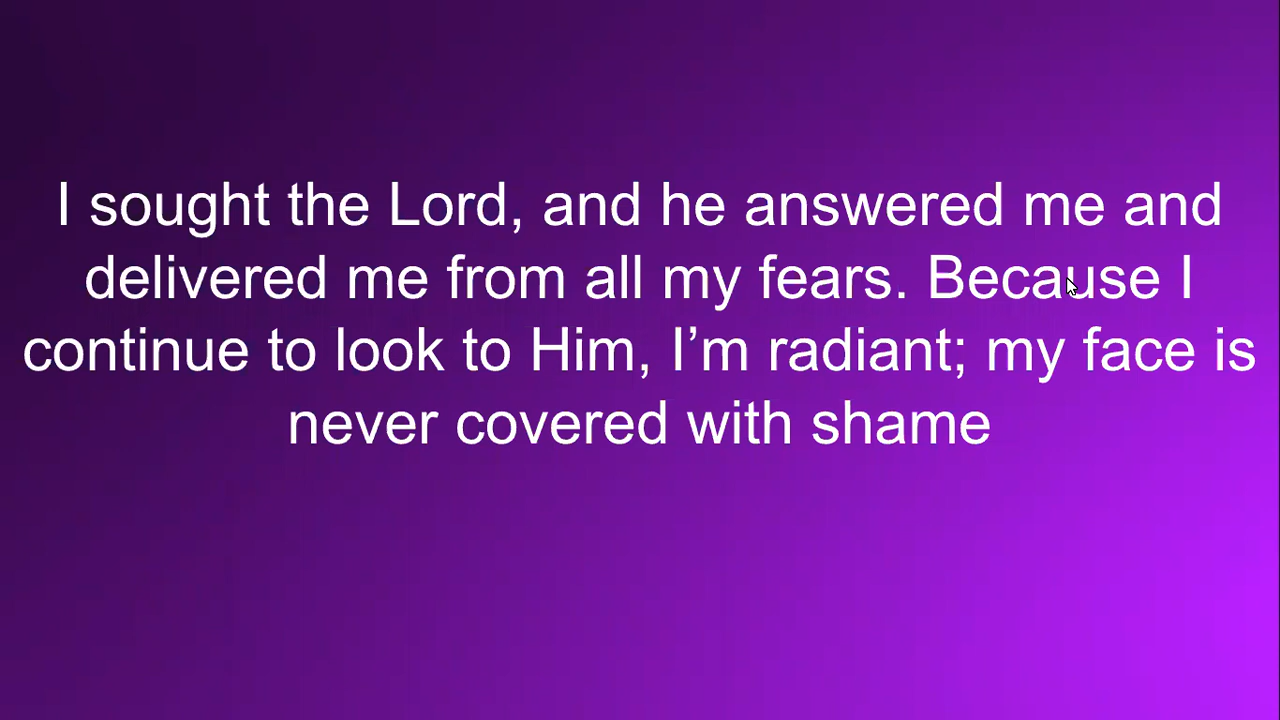 I sought the Lord, and he answered me and
delivered me from all my fears. Because I
continue to look to Him, I’m radiant; my face is
never covered with shame